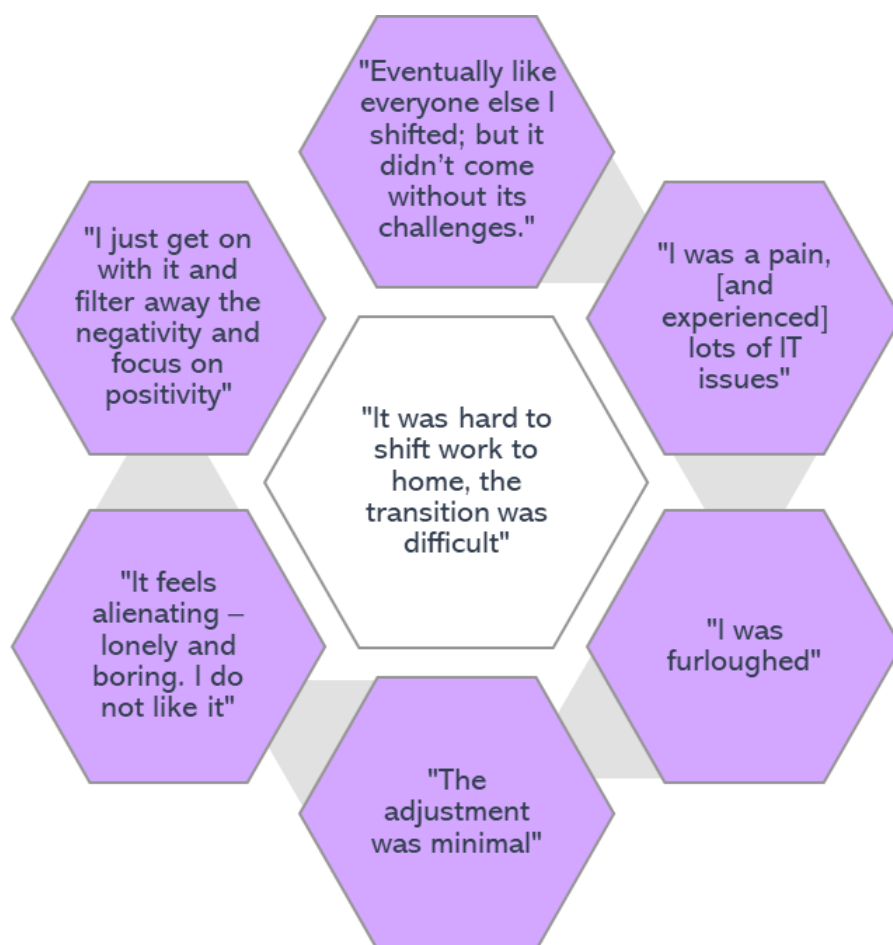 "Eventually like
everyone else I
shifted; but it
didn't come
without its
challenges."
"I was a pain,
[and
experienced]
lots of IT
issues"
"I was
furloughed"
"The
adjustment
was minimal"
"It feels
alienating –
lonely and
boring. I do
not like it"
"I just get on
with it and
filter away the
negativity and
focus on
positivity"
"It was hard to
shift work to
home, the
transition was
difficult"